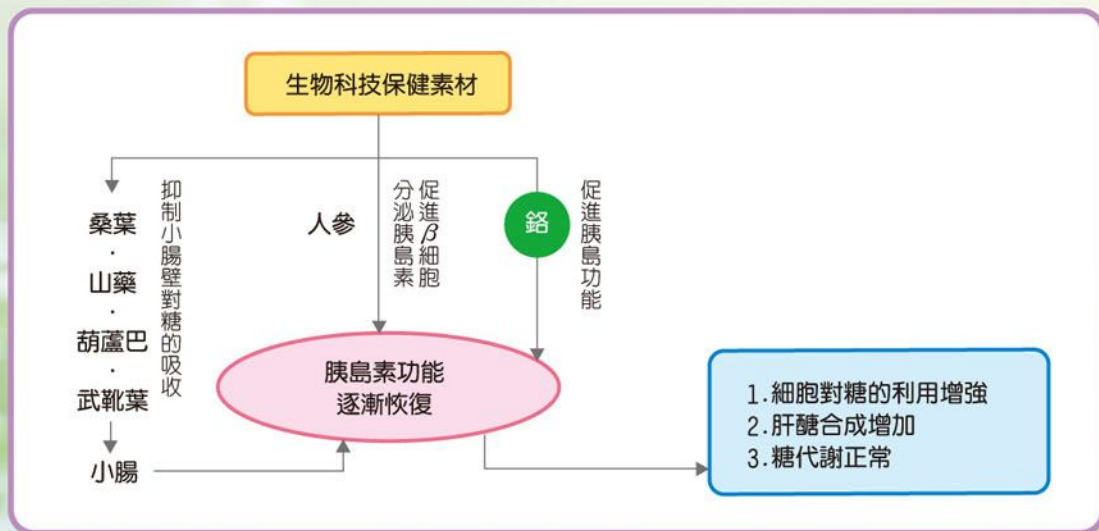 生物科技保健素材
桑葉
·
山藥
·
葫蘆巴
·
武靴葉
抑制小腸壁對糖的吸收
小腸
人參
促進β細胞
分泌胰島素
鉻
促進胰島功能
胰島素功能
逐漸恢復
1.細胞對糖的利用增強
2.肝醣合成增加
3.糖代謝正常